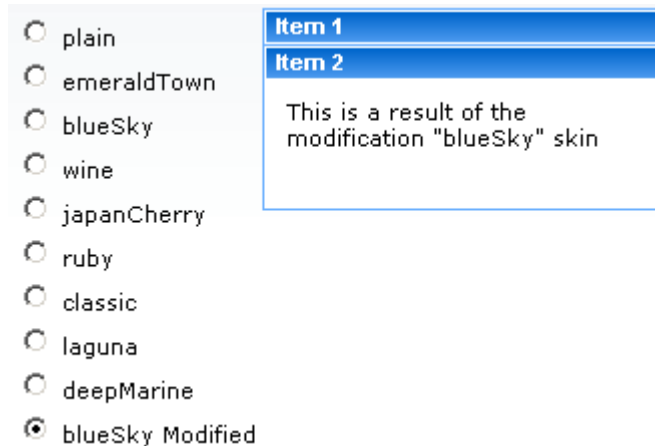 plain
emeraldTown
blueSky
wine
japanCherry
ruby
classic
laguna
deepMarine
blueSky Modified
Item 1
Item 2
This is a result of the
modification "blueSky" skin